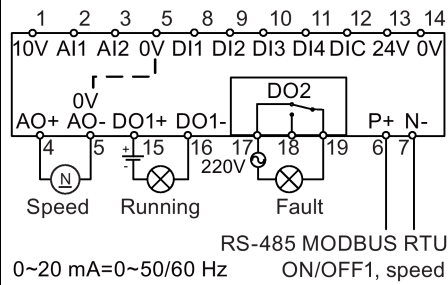 1 2 3 5 8 9 10 11 12 13 14
10V AI1 AI2 0V DI1 DI2 DI3 DI4 DIC 24V 0V
0V
DO2
AO+ AO- DO1+ DO1- P+ N-
4 5 + - 15 16 17 18 19 6 7
220V
N
Speed Running Fault
RS-485 MODBUS RTU
0~20 mA=0~50/60 Hz ON/OFF1, speed